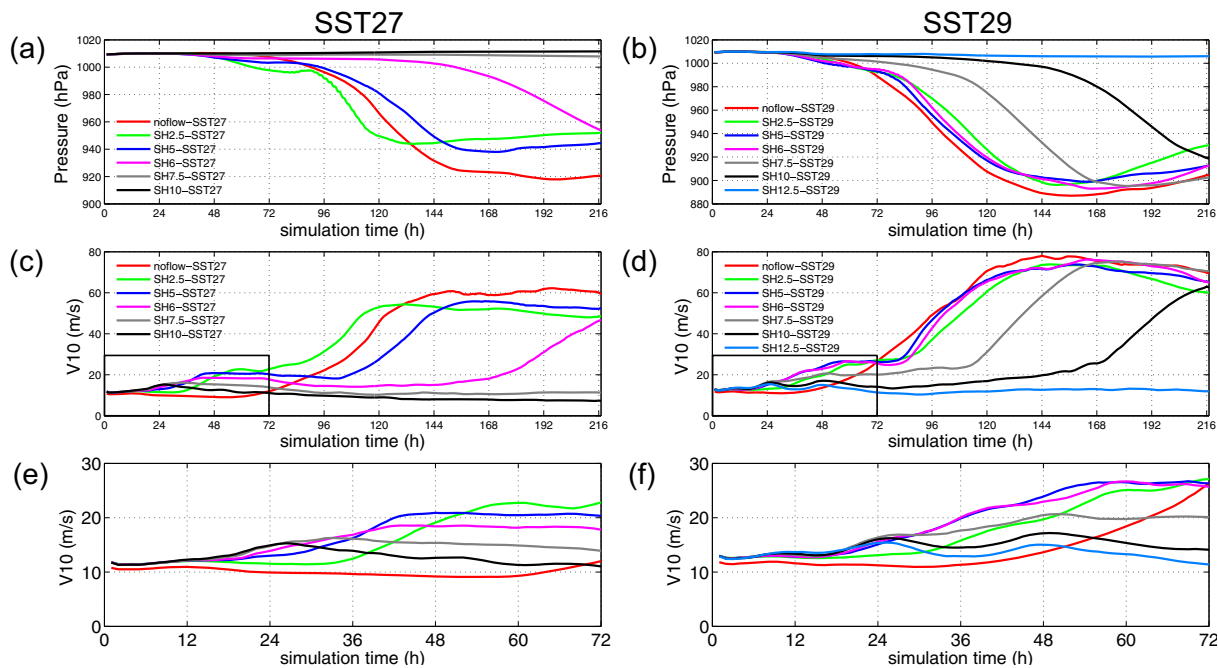 SST27
SST29
(a)
Pressure (hPa)
1020
1000
980
960
940
920
900
noflow−SST27
SH2.5−SST27
SH5−SST27
SH6−SST27
SH7.5−SST27
SH10−SST27
0 24 48 72 96 120 144 168 192 216
simulation time (h)
(b)
Pressure (hPa)
1020
1000
980
960
940
920
900
880
noflow−SST29
SH2.5−SST29
SH5−SST29
SH6−SST29
SH7.5−SST29
SH10−SST29
SH12.5−SST29
0 24 48 72 96 120 144 168 192 216
simulation time (h)
(c)
V10 (m/s)
80
60
40
20
0
noflow−SST27
SH2.5−SST27
SH5−SST27
SH6−SST27
SH7.5−SST27
SH10−SST27
0 24 48 72 96 120 144 168 192 216
simulation time (h)
(d)
V10 (m/s)
80
60
40
20
0
noflow−SST29
SH2.5−SST29
SH5−SST29
SH6−SST29
SH7.5−SST29
SH10−SST29
SH12.5−SST29
0 24 48 72 96 120 144 168 192 216
simulation time (h)
(e)
V10 (m/s)
30
20
10
0
0 12 24 36 48 60 72
simulation time (h)
(f)
V10 (m/s)
30
20
10
0
0 12 24 36 48 60 72
simulation time (h)